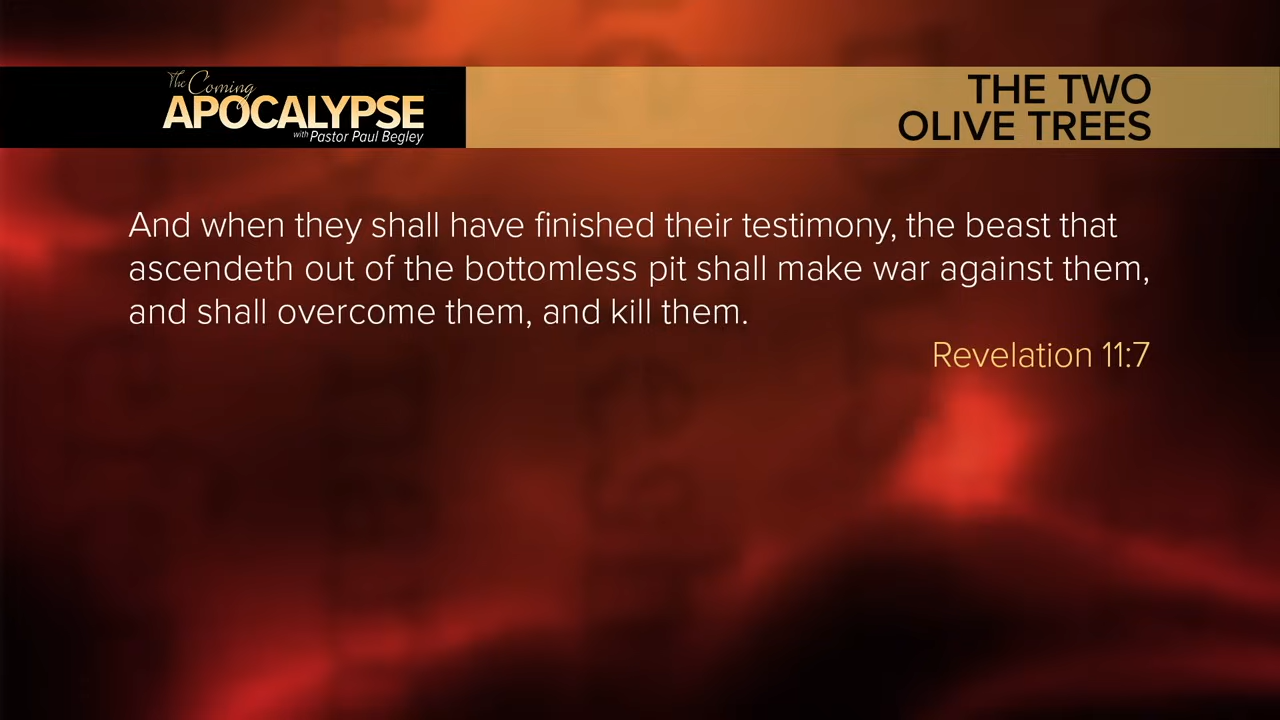 The Coming
APOCALYPSE
with Pastor Paul Begley
THE TWO
OLIVE TREES
And when they shall have finished their testimony, the beast that
ascendeth out of the bottomless pit shall make war against them,
and shall overcome them, and kill them.
Revelation 11:7